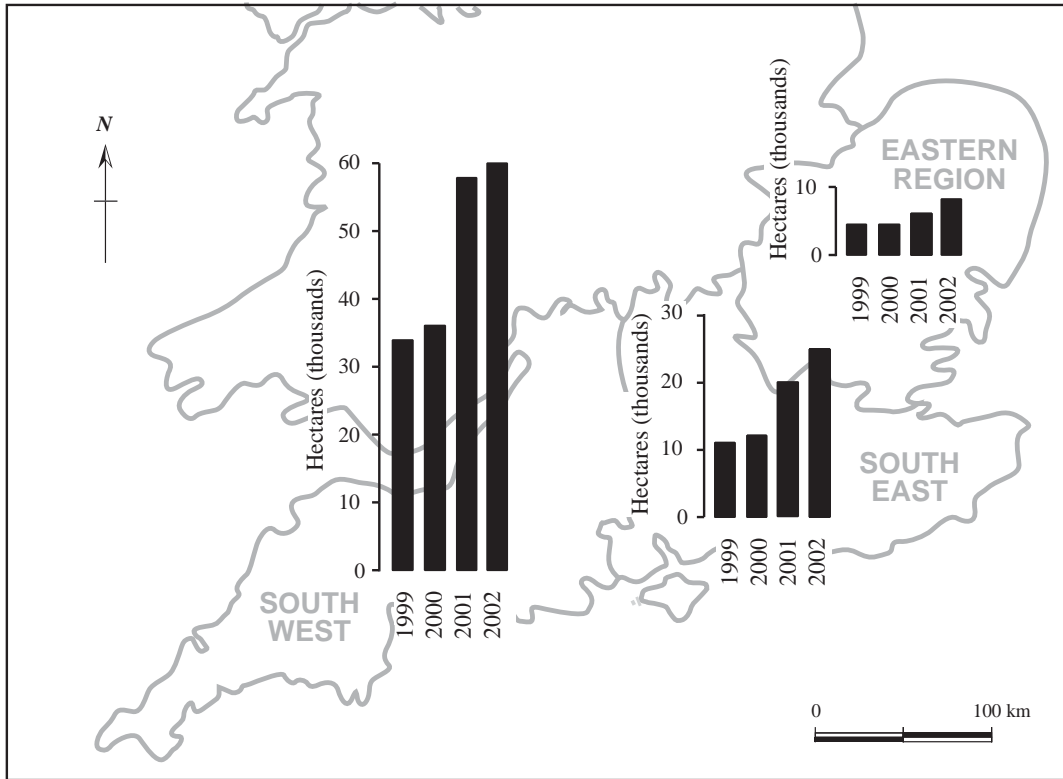 N
Hectares (thousands)
60
50
40
30
20
10
0
1999
2000
2001
2002
SOUTH
WEST
Hectares (thousands)
10
0
1999
2000
2001
2002
EASTERN
REGION
Hectares (thousands)
30
20
10
0
1999
2000
2001
2002
SOUTH
EAST
0 100 km